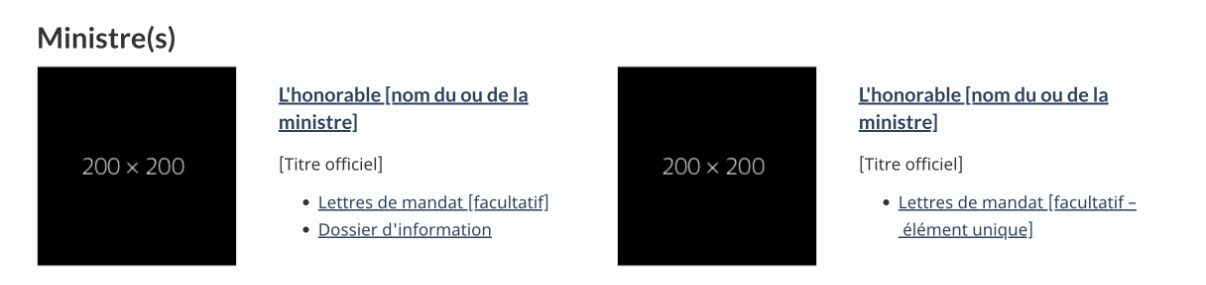 Ministre(s)
200 × 200
L'honorable [nom du ou de la
ministre]
[Titre officiel]
• Lettres de mandat [facultatif]
• Dossier d'information
200 × 200
L'honorable [nom du ou de la
ministre]
[Titre officiel]
• Lettres de mandat [facultatif –
élément unique]